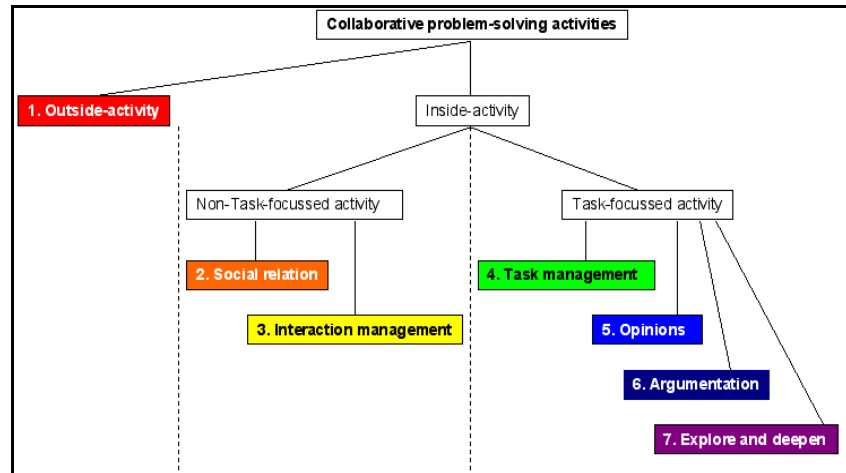 Collaborative problem-solving activities
1. Outside-activity
Inside-activity
Non-Task-focussed activity
Task-focussed activity
2. Social relation
4. Task management
3. Interaction management
5. Opinions
6. Argumentation
7. Explore and deepen